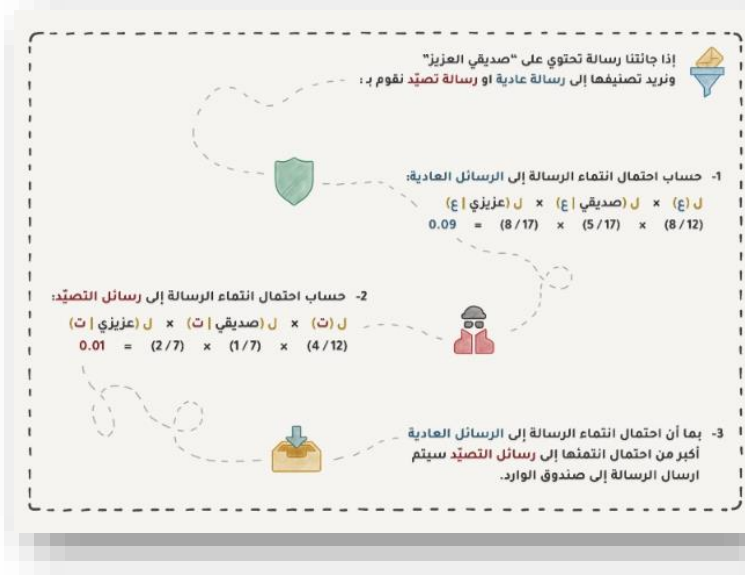 إذا جائتنا رسالة تحتوي على "صديقي العزيز"
ونريد تصنيفها إلى رسالة عادية او رسالة تصيّد نقوم بـ :
1- حساب احتمال انتماء الرسالة إلى الرسائل العادية:
ل (ع) × ل (صديقي | ع) × ل (عزيزي | ع)
(8/12) × (5/17) × (8/17) = 0.09
2- حساب احتمال انتماء الرسالة إلى رسائل التصيّد:
ل (ت) × ل (صديقي | ت) × ل (عزيزي | ت)
(4/12) × (1/7) × (2/7) = 0.01
3- بما أن احتمال انتماء الرسالة إلى الرسائل العادية
أكبر من احتمال انتمئها إلى رسائل التصيّد سيتم
ارسال الرسالة إلى صندوق الوارد.